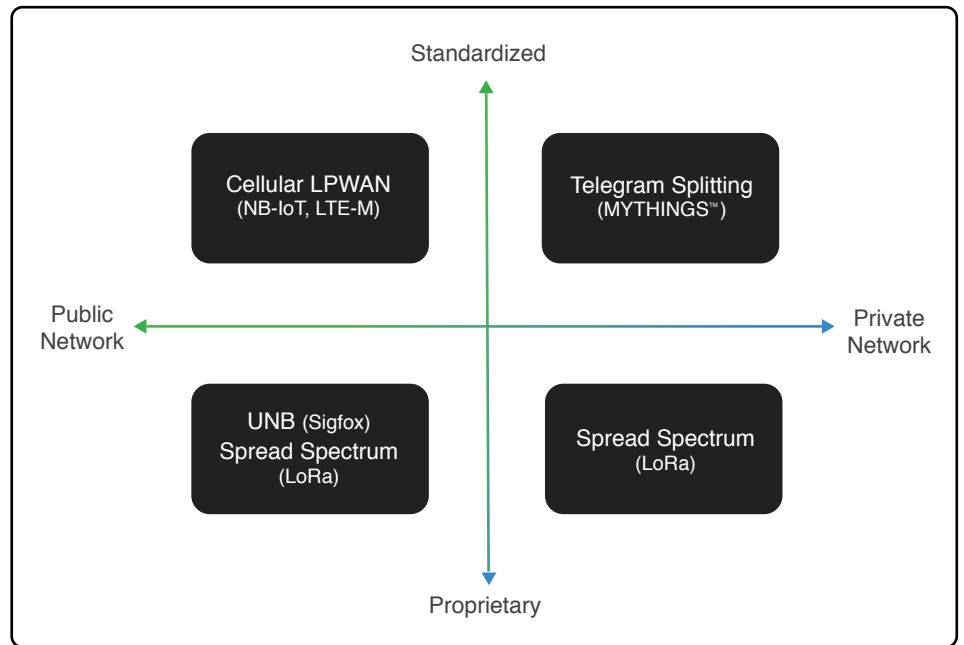 Standardized
Cellular LPWAN
(NB-IoT, LTE-M)
Telegram Splitting
(MYTHINGS™)
Public
Network
Private
Network
UNB (Sigfox)
Spread Spectrum
(LoRa)
Spread Spectrum
(LoRa)
Proprietary